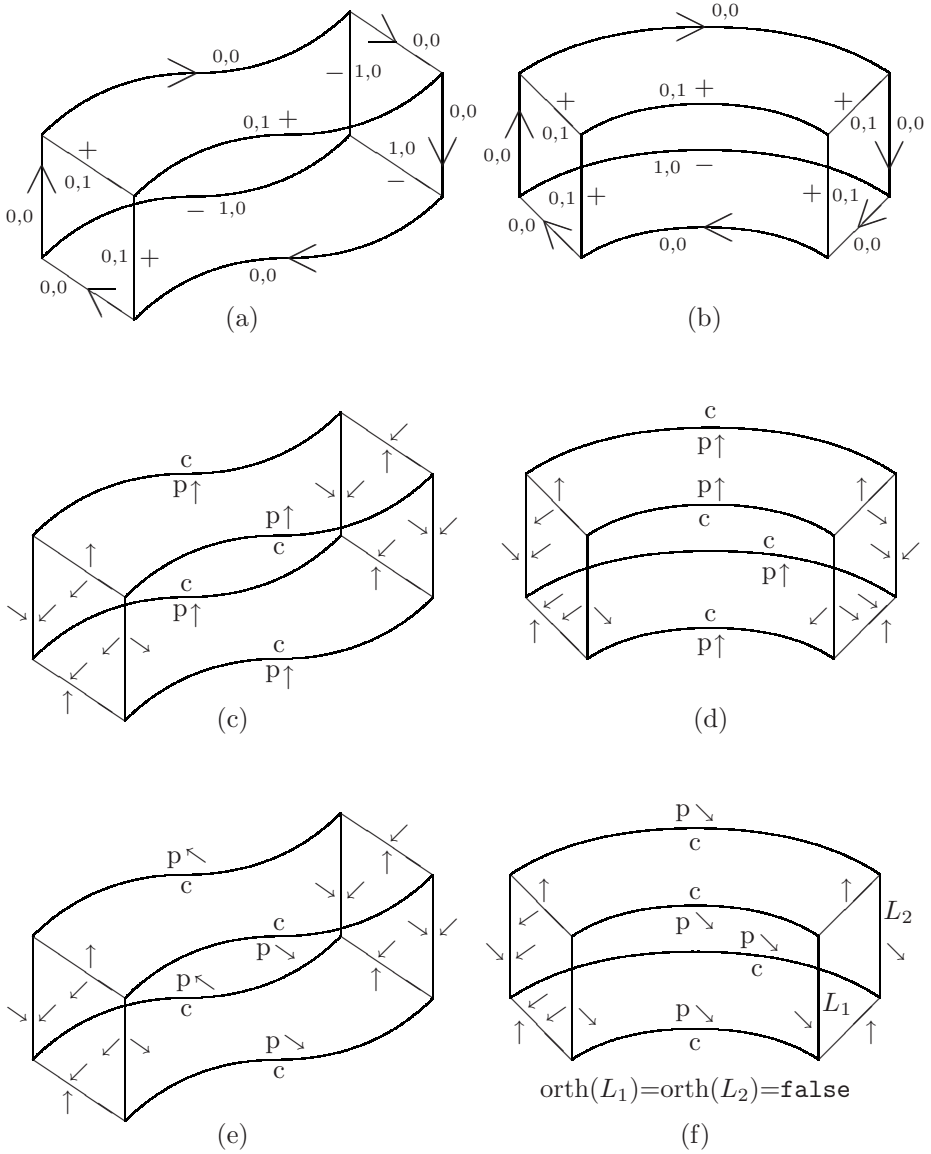 0,0
0,0
- 1,0
0,1 +
0,0
+
0,1
1,0
-
0,0
- 1,0
0,1 +
0,0
0,0
(a)
0,0
0,1 +
+
0,1
+
0,1
0,0
0,0
1,0 -
0,1 +
+ 0,1
0,0
0,0
0,0
(b)
c
p↑
p↑
c
c
p↑
c
p↑
(c)
c
p↑
p↑
c
c
p↑
c
p↑
(d)
p↖
c
c
p↘
p↖
c
p↘
c
(e)
p↘
c
c
p↘
p↘
c
L₂
L₁
p↘
c
orth(L₁)=orth(L₂)=false
(f)